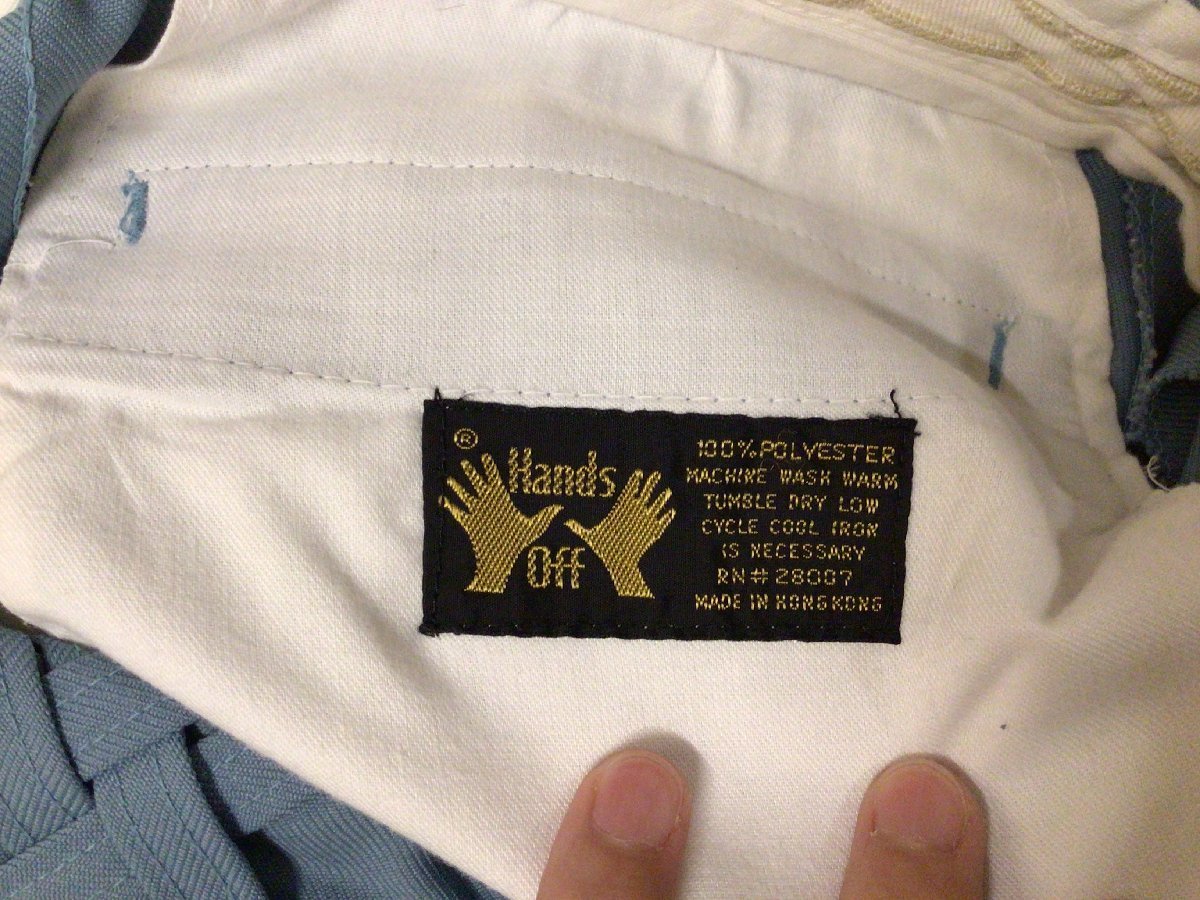 ®
Hands
Off
100% POLYESTER
MACHINE WASH WARM
TUMBLE DRY LOW
CYCLE COOL IRON
IS NECESSARY
RN# 28007
MADE IN HONG KONG